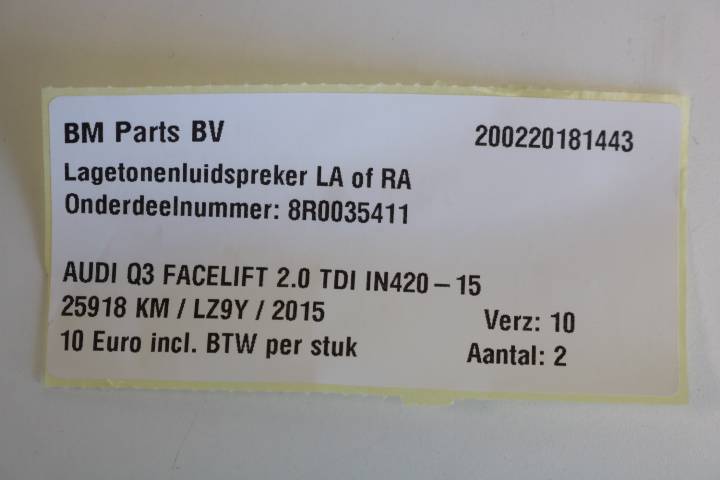 BM Parts BV 200220181443
Lagetonenluidspreker LA of RA
Onderdeelnummer: 8R0035411
AUDI Q3 FACELIFT 2.0 TDI IN420-15
25918 KM / LZ9Y / 2015 Verz: 10
10 Euro incl. BTW per stuk Aantal: 2